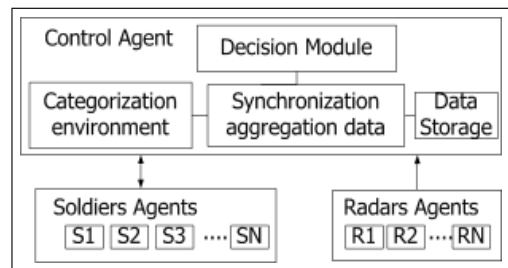 Control Agent
Decision Module
Categorization
environment
Synchronization
aggregation data
Data
Storage
Soldiers Agents
S1 S2 S3 .... SN
Radars Agents
R1 R2 .... RN